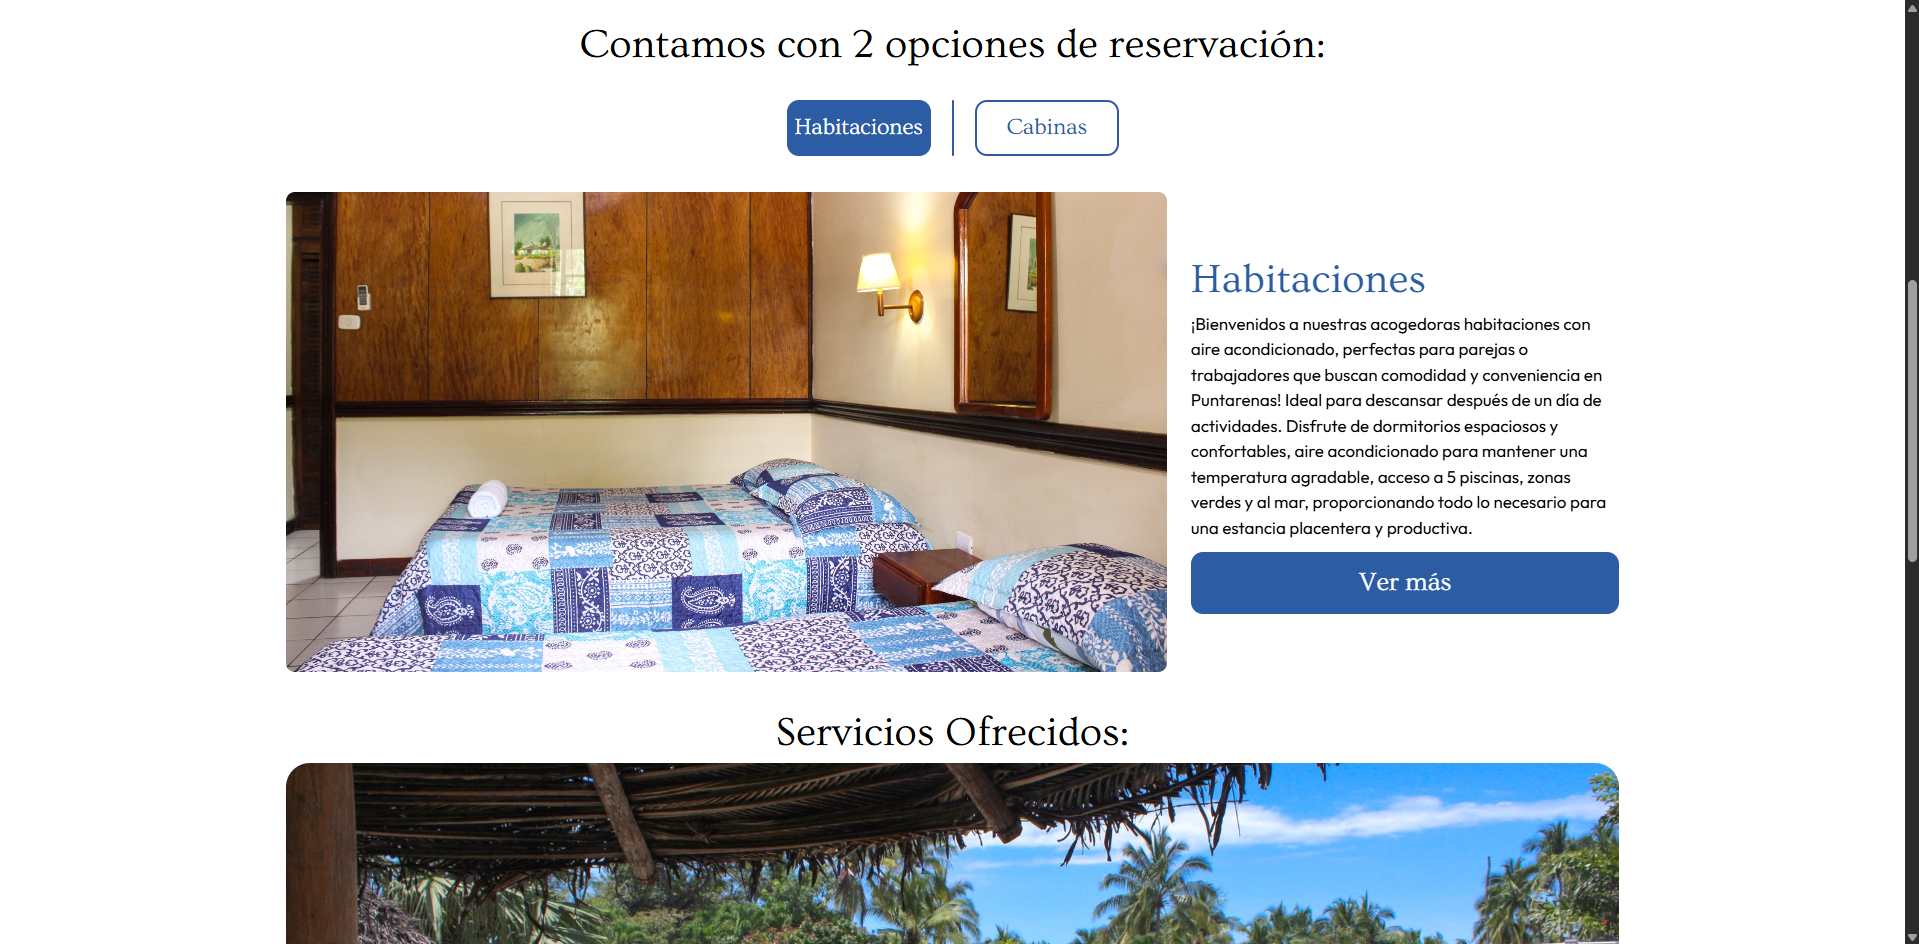 Contamos con 2 opciones de reservación:
Habitaciones
Cabinas
Habitaciones
¡Bienvenidos a nuestras acogedoras habitaciones con
aire acondicionado, perfectas para parejas o
trabajadores que buscan comodidad y conveniencia en
Puntarenas! Ideal para descansar después de un día de
actividades. Disfrute de dormitorios espaciosos y
confortables, aire acondicionado para mantener una
temperatura agradable, acceso a 5 piscinas, zonas
verdes y al mar, proporcionando todo lo necesario para
una estancia placentera y productiva.
Ver más
Servicios Ofrecidos: